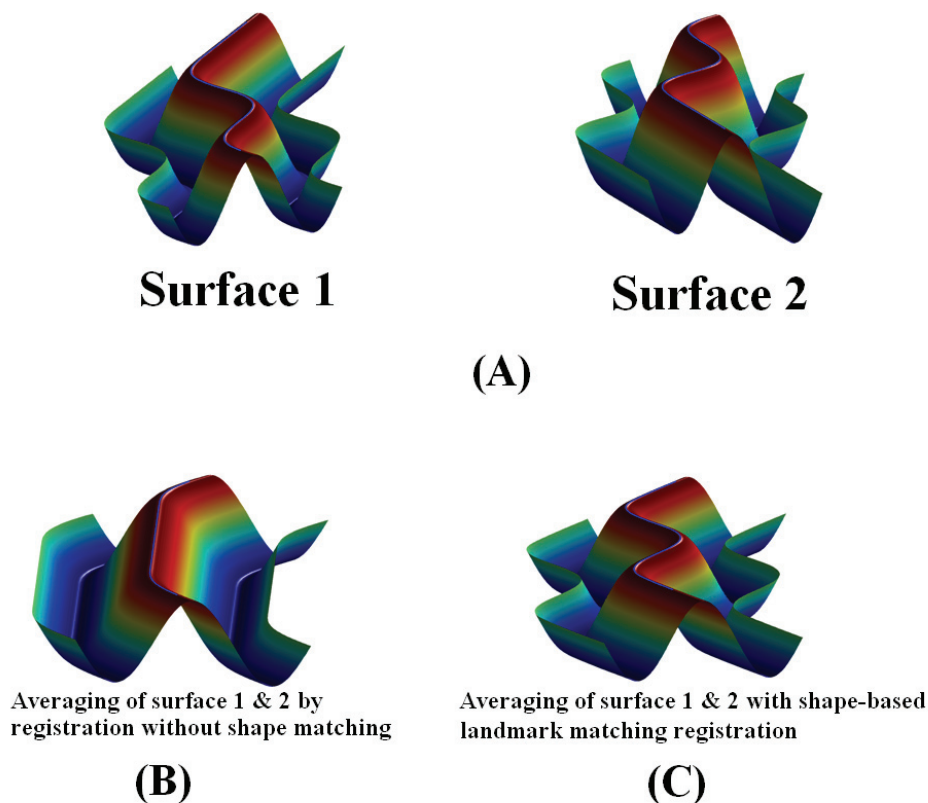 Surface 1
Surface 2
(A)
Averaging of surface 1 & 2 by
registration without shape matching
(B)
Averaging of surface 1 & 2 with shape-based
landmark matching registration
(C)